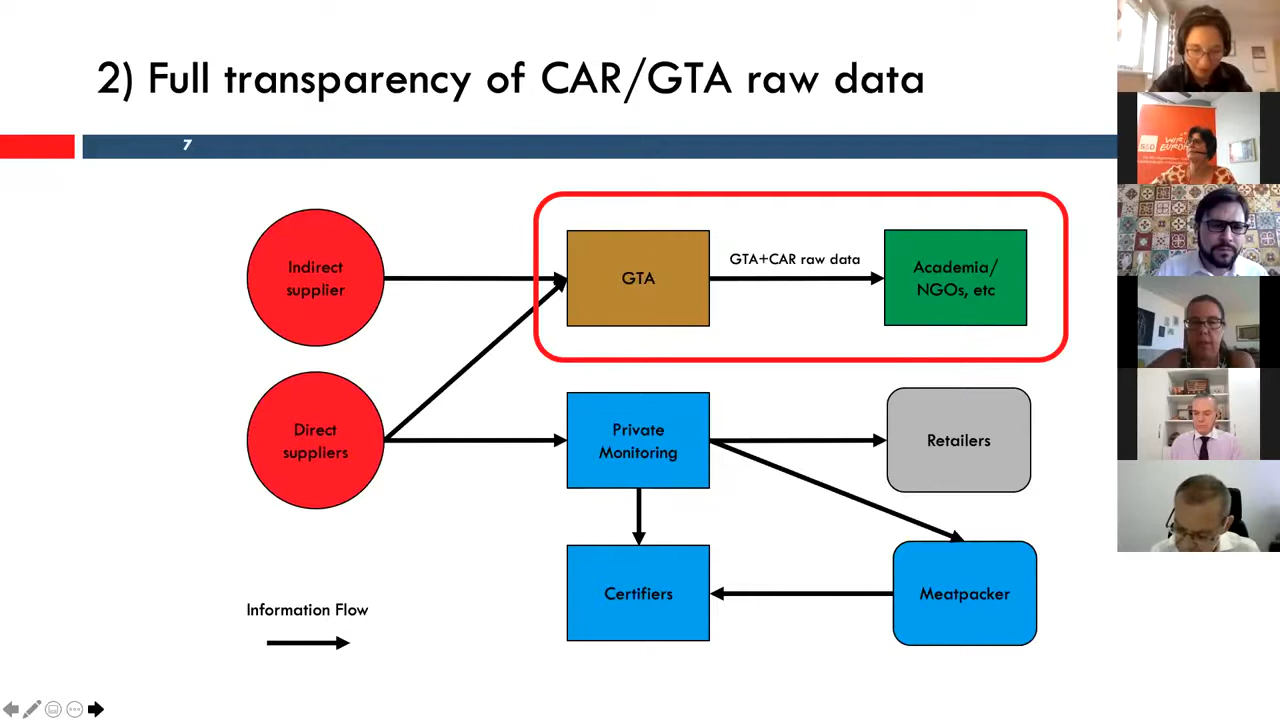 2) Full transparency of CAR/GTA raw data
7
Indirect
supplier
GTA
GTA+CAR raw data
Academia/
NGOs, etc
Direct
suppliers
Private
Monitoring
Retailers
Certifiers
Meatpacker
Information Flow
S&D